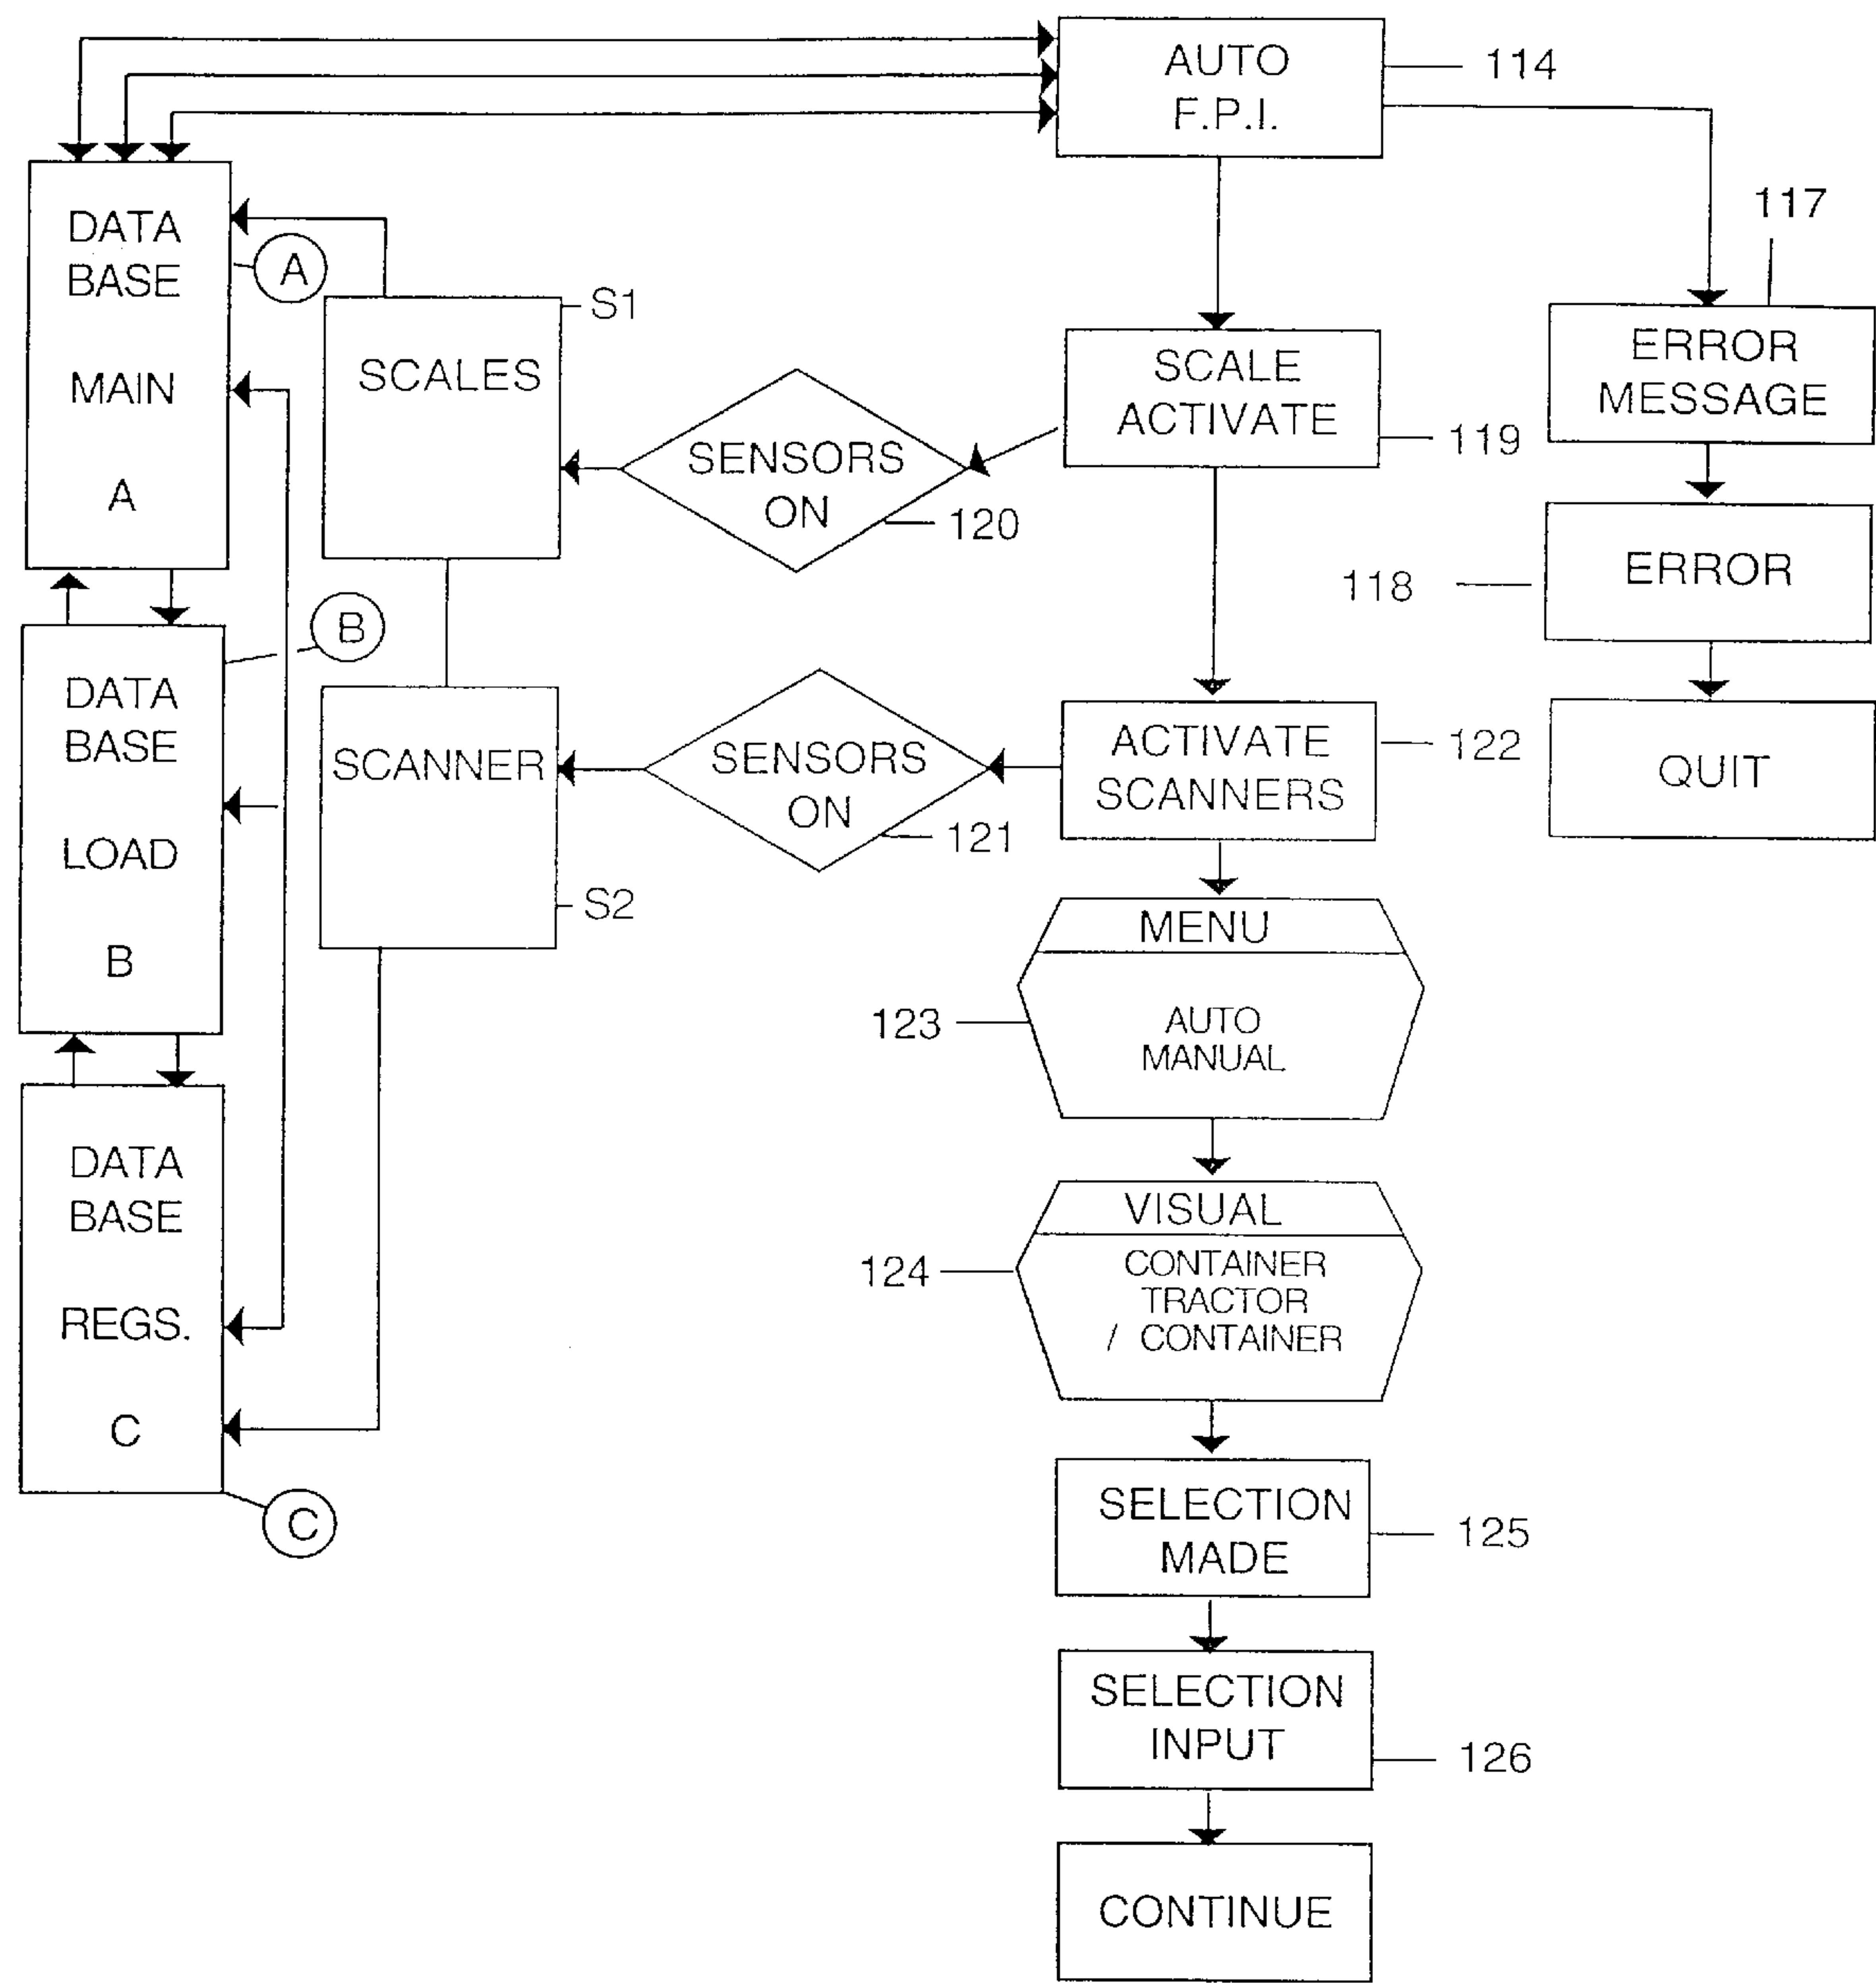 AUTO
F.P.I.
114
117
DATA
BASE
MAIN
A
A
S1
SCALES
SENSORS
ON
120
SCALE
ACTIVATE
119
ERROR
MESSAGE
118
ERROR
B
DATA
BASE
LOAD
B
SCANNER
S2
SENSORS
ON
121
ACTIVATE
SCANNERS
122
QUIT
MENU
AUTO
MANUAL
123
DATA
BASE
REGS.
C
C
VISUAL
CONTAINER
TRACTOR
/ CONTAINER
124
SELECTION
MADE
125
SELECTION
INPUT
126
CONTINUE